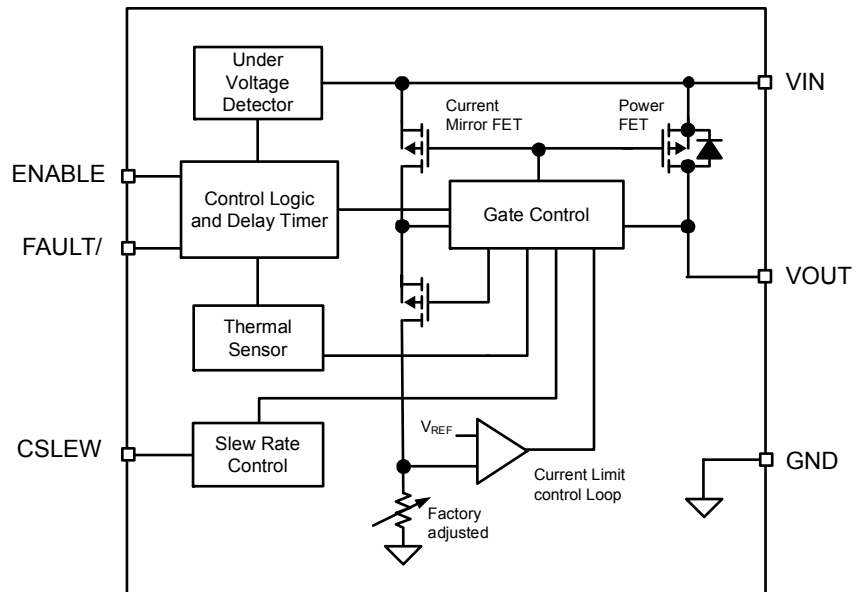 Under
Voltage
Detector
VIN
Current
Mirror FET
Power
FET
ENABLE
Control Logic
and Delay Timer
Gate Control
FAULT/
VOUT
Thermal
Sensor
CSLEW
Slew Rate
Control
VREF
Current Limit
control Loop
GND
Factory
adjusted